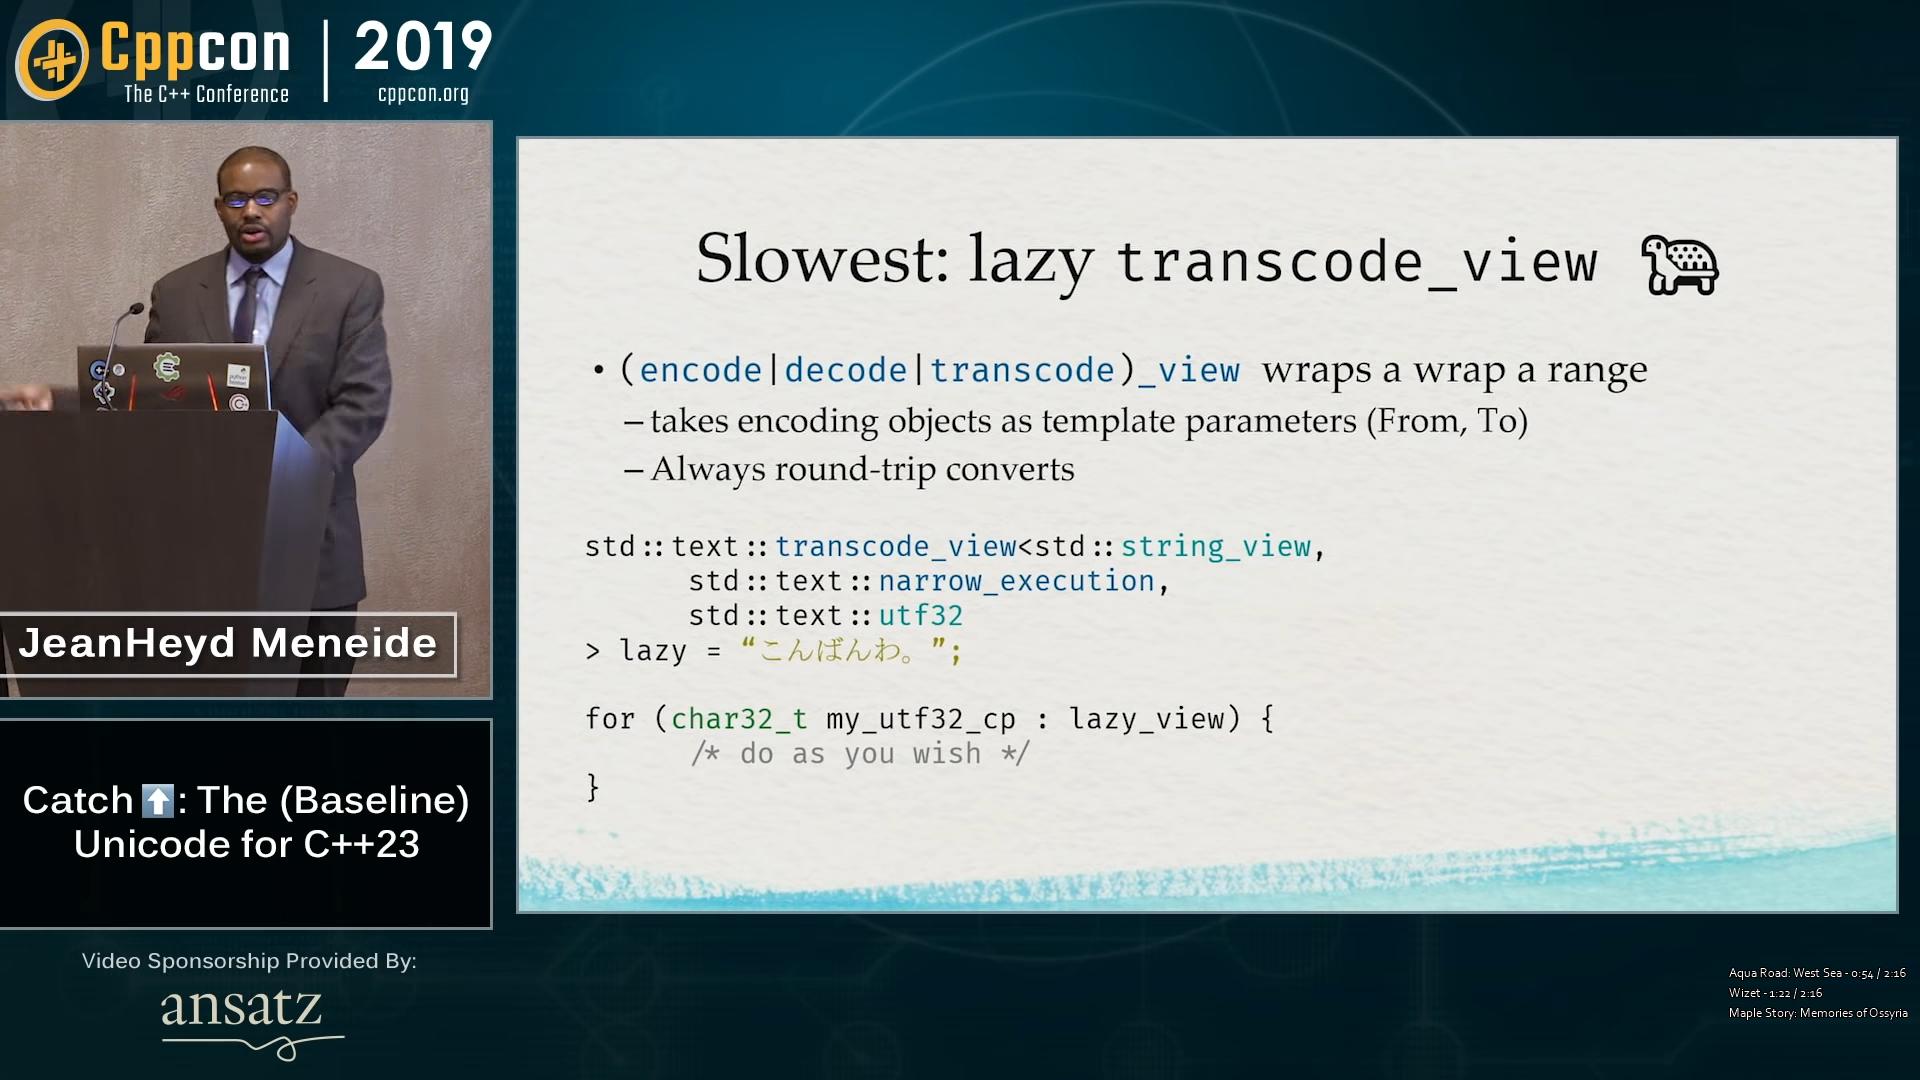 Cppcon
The C++ Conference
2019
cppcon.org
JeanHeyd Meneide
Catch ⬆️: The (Baseline)
Unicode for C++23
Video Sponsorship Provided By:
ansatz
Slowest: lazy transcode_view
• (encode|decode|transcode)_view wraps a wrap a range
– takes encoding objects as template parameters (From, To)
– Always round-trip converts
std::text::transcode_view<std::string_view,
std::text::narrow_execution,
std::text::utf32
> lazy = “こんばんわ。”;
for (char32_t my_utf32_cp : lazy_view) {
/* do as you wish */
}
Aqua Road: West Sea - 0:54 / 2:16
Wizet - 1:22 / 2:16
Maple Story: Memories of Ossyria